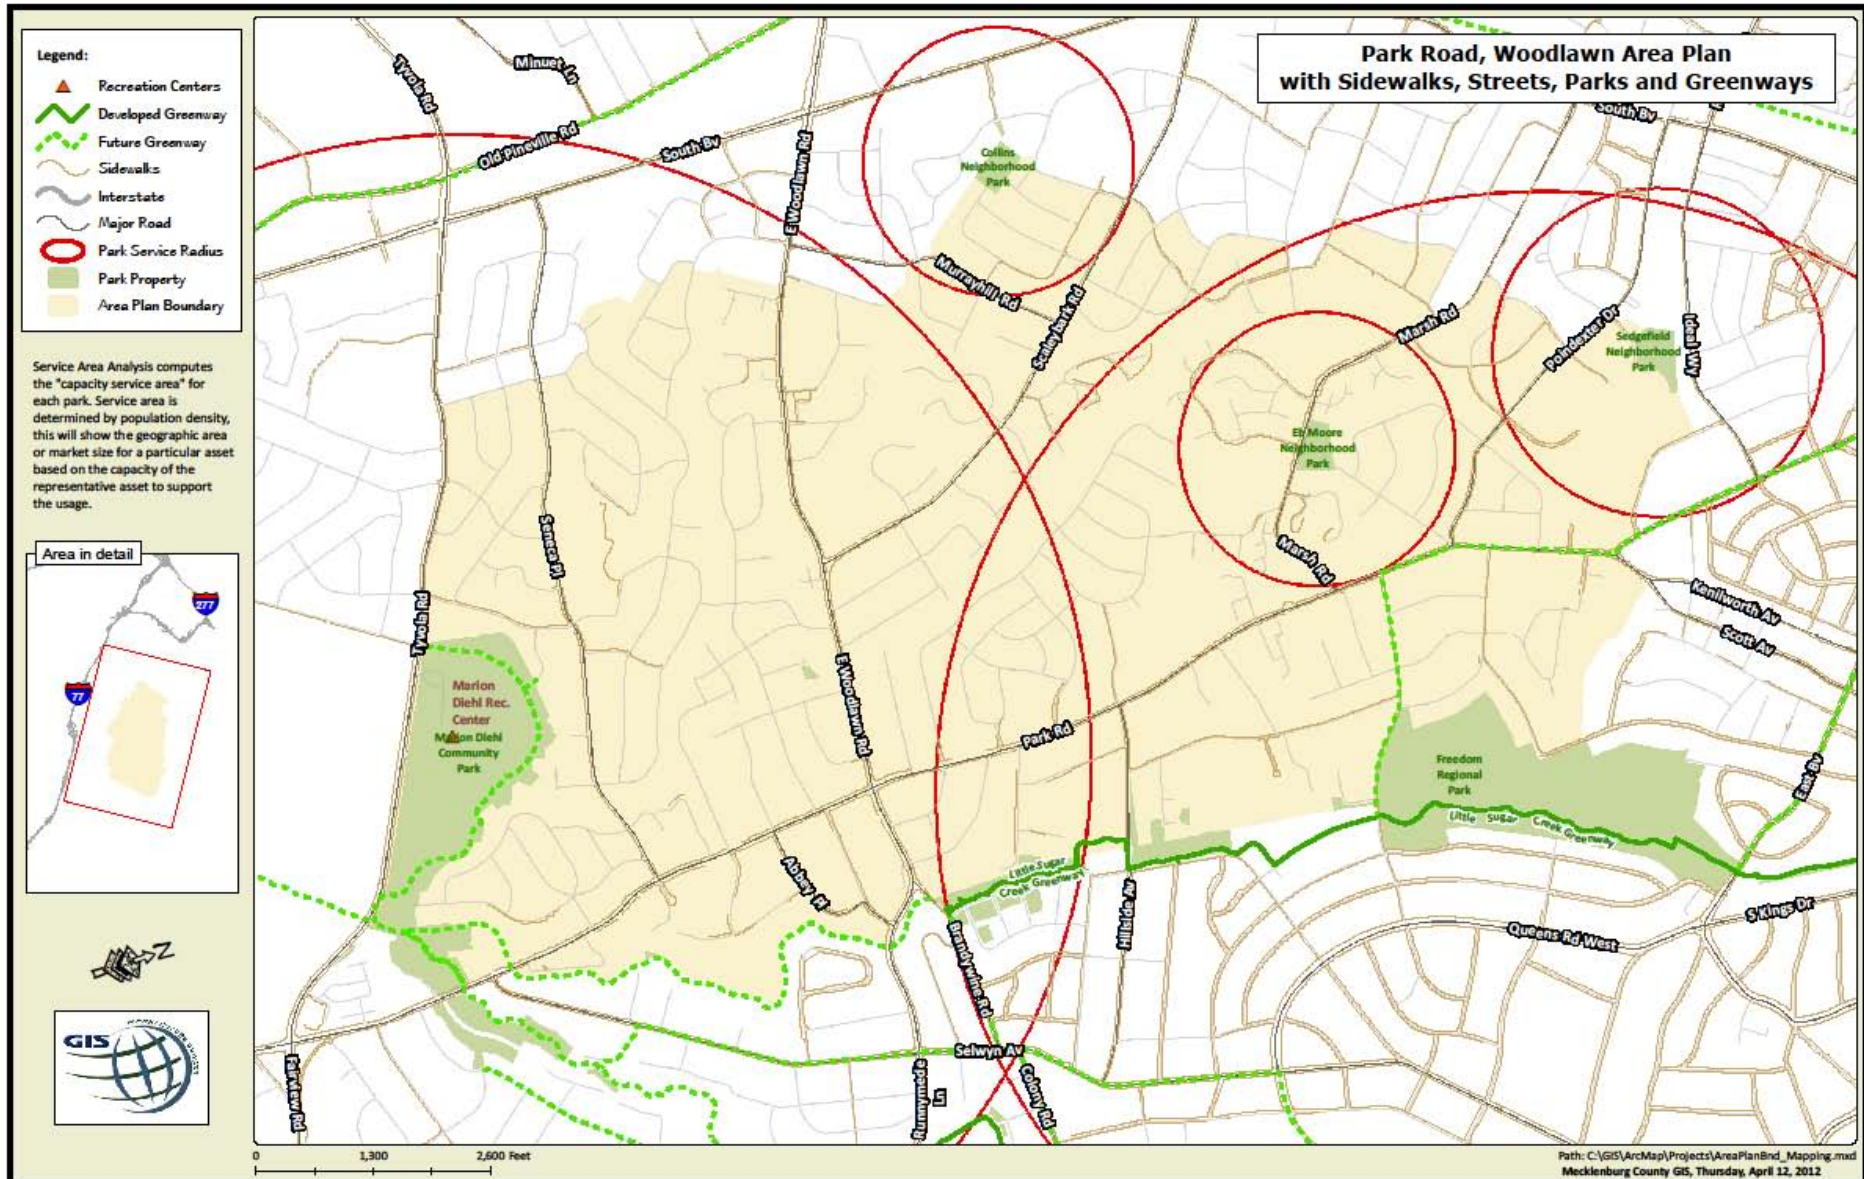 Park Road, Woodlawn Area Plan
with Sidewalks, Streets, Parks and Greenways
Legend:
Recreation Centers
Developed Greenway
Future Greenway
Sidewalks
Interstate
Major Road
Park Service Radius
Park Property
Area Plan Boundary
Service Area Analysis computes
the "capacity service area" for
each park. Service area is
determined by population density,
this will show the geographic area
or market size for a particular asset
based on the capacity of the
representative asset to support
the usage.
Area in detail
277
77
N
GIS
Tyvola Rd
Minuet Ln
Old Pineville Rd
South Bv
E Woodlawn Rd
Collins
Neighborhood
Park
South Bv
Murrayhill Rd
Scaleybark Rd
Marsh Rd
Poindexter Dr
Sedgefield
Neighborhood
Park
Ideal Way
Eb Moore
Neighborhood
Park
Seneca Pl
Marsh Rd
Tyvola Rd
Kenilworth Av
Scott Av
E Woodlawn Rd
Marion
Diehl Rec.
Center
Marion Diehl
Community
Park
Park Rd
Freedom
Regional
Park
East Bv
Little Sugar Creek Greenway
Little Sugar
Creek Greenway
Abbey Pl
Hillside Av
Brandywine Rd
Queens Rd West
S Kings Dr
Selwyn Av
Fairview Rd
Runnymede
Ln
Colony Rd
0 1,300 2,600 Feet
Path: C:\GIS\ArcMap\Projects\AreaPlanBnd_Mapping.mxd
Mecklenburg County GIS, Thursday, April 12, 2012